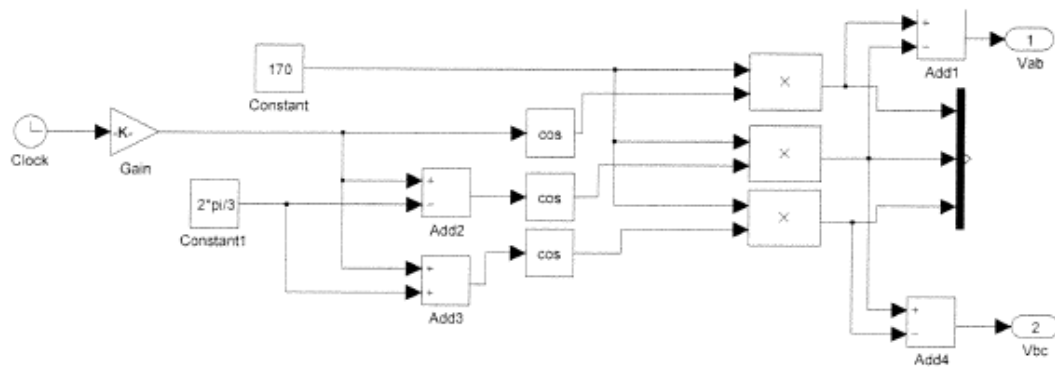 +
−
Add1
1
Vab
170
Constant
×
Clock
-K-
Gain
cos
×
2*pi/3
Constant1
+
−
Add2
cos
×
+
+
Add3
cos
+
−
Add4
2
Vbc